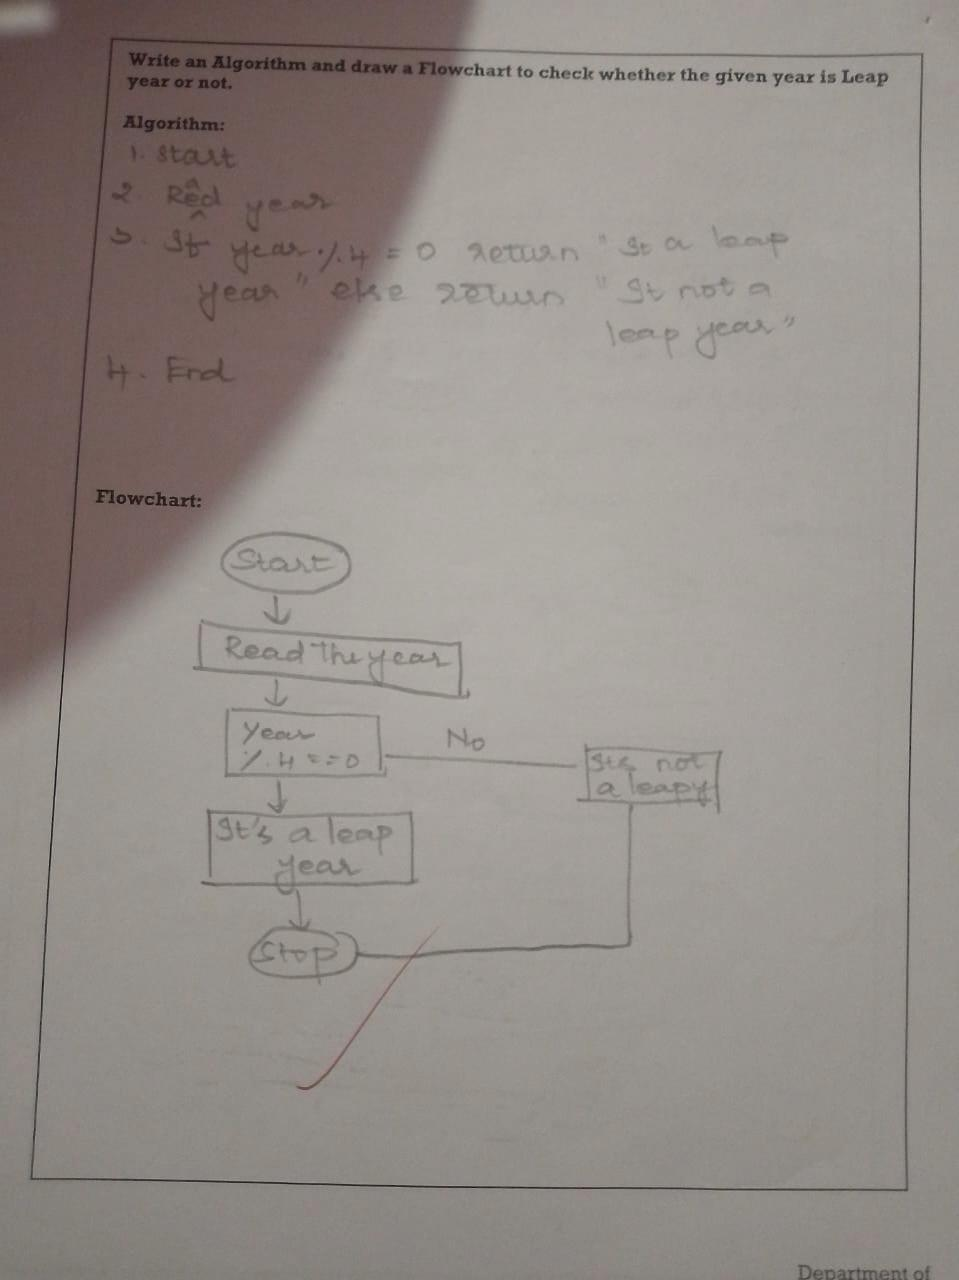 Write an Algorithm and draw a Flowchart to check whether the given year is Leap
year or not.
Algorithm:
1. Start
2. Read year
3. If year % 4 = 0 return "It a leap
year" else return "It not a
leap year"
4. End
Flowchart:
Start
Read the year
Year
% 4 == 0
No
Its not
a leapy
It's a leap
year
Stop
Department of